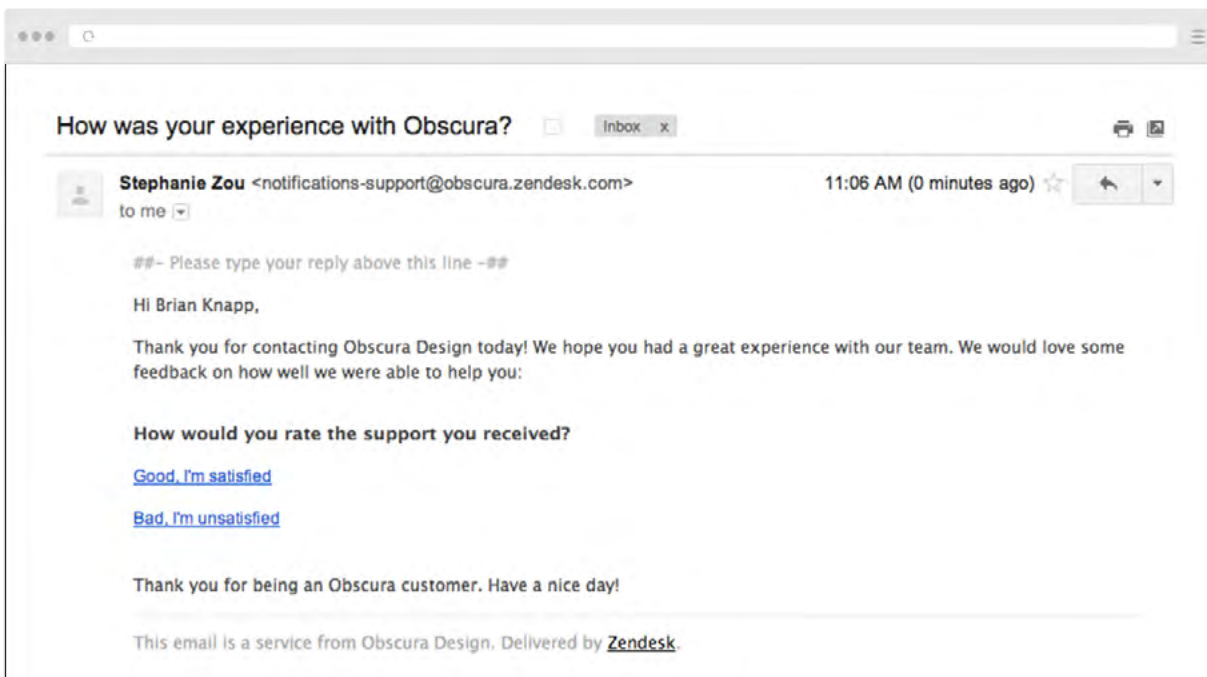 How was your experience with Obscura? Inbox x
Stephanie Zou <notifications-support@obscura.zendesk.com> 11:06 AM (0 minutes ago)
to me
##- Please type your reply above this line -##
Hi Brian Knapp,
Thank you for contacting Obscura Design today! We hope you had a great experience with our team. We would love some
feedback on how well we were able to help you:
How would you rate the support you received?
Good, I'm satisfied
Bad, I'm unsatisfied
Thank you for being an Obscura customer. Have a nice day!
This email is a service from Obscura Design. Delivered by Zendesk.